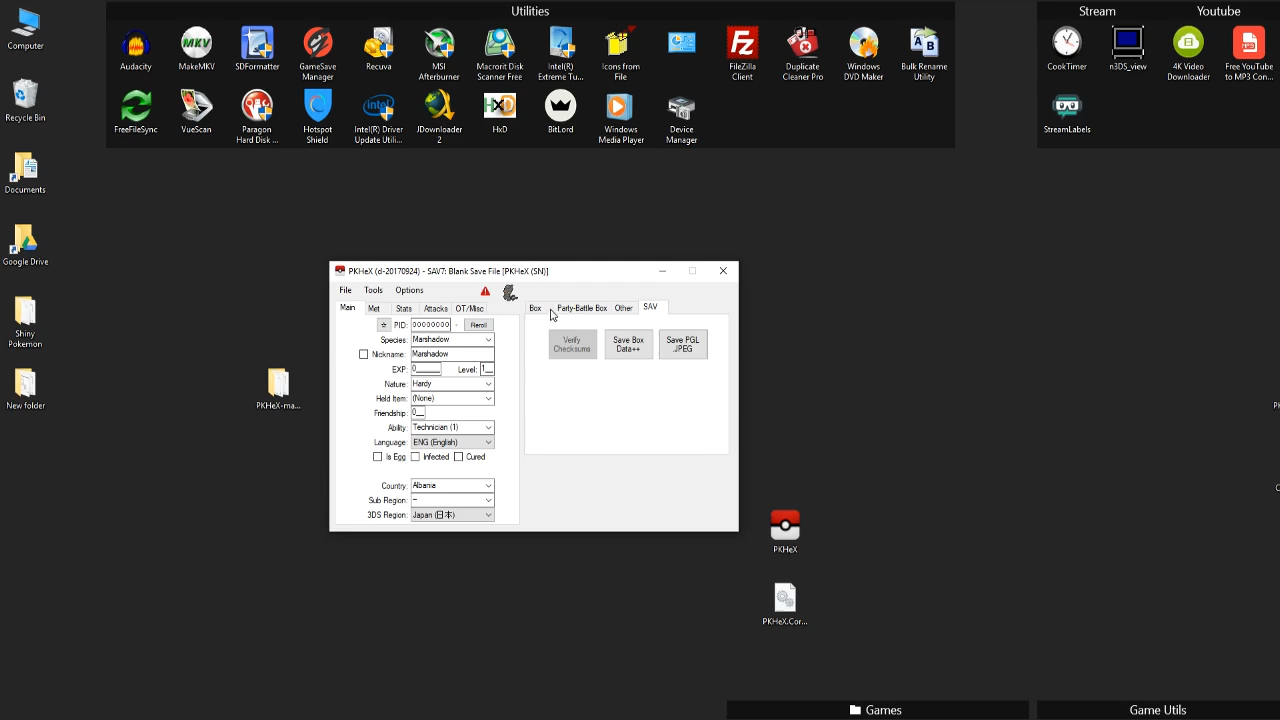 Utilities
Stream
Youtube
Computer
Audacity
MakeMKV
SDFormatter
GameSave
Manager
Recuva
MSI
Afterburner
Macrorit Disk
Scanner Free
Intel(R)
Extreme Tu...
Icons from
File
FileZilla
Client
Duplicate
Cleaner Pro
Windows
DVD Maker
Bulk Rename
Utility
CookTimer
n3DS_view
4K Video
Downloader
Free YouTube
to MP3 Con...
Recycle Bin
FreeFileSync
VueScan
Paragon
Hard Disk ...
Hotspot
Shield
Intel(R) Driver
Update Utili...
JDownloader
2
HxD
BitLord
Windows
Media Player
Device
Manager
StreamLabels
Documents
Google Drive
Shiny
Pokemon
New folder
PKHeX-ma...
PKHeX (d-20170924) - SAV7: Blank Save File [PKHeX (SN)]
File Tools Options
Main Met Stats Attacks OT/Misc
Box Party-Battle Box Other SAV
PID: 00000000 Reroll
Species: Marshadow
Nickname: Marshadow
EXP: 0 Level: 1
Nature: Hardy
Held Item: (None)
Friendship: 0
Ability: Technician (1)
Language: ENG (English)
Is Egg Infected Cured
Country: Albania
Sub Region: —
3DS Region: Japan (日本)
Verify
Checksums
Save Box
Data++
Save PGL
.JPEG
PKHeX
PKHeX.Cor...
Games
Game Utils